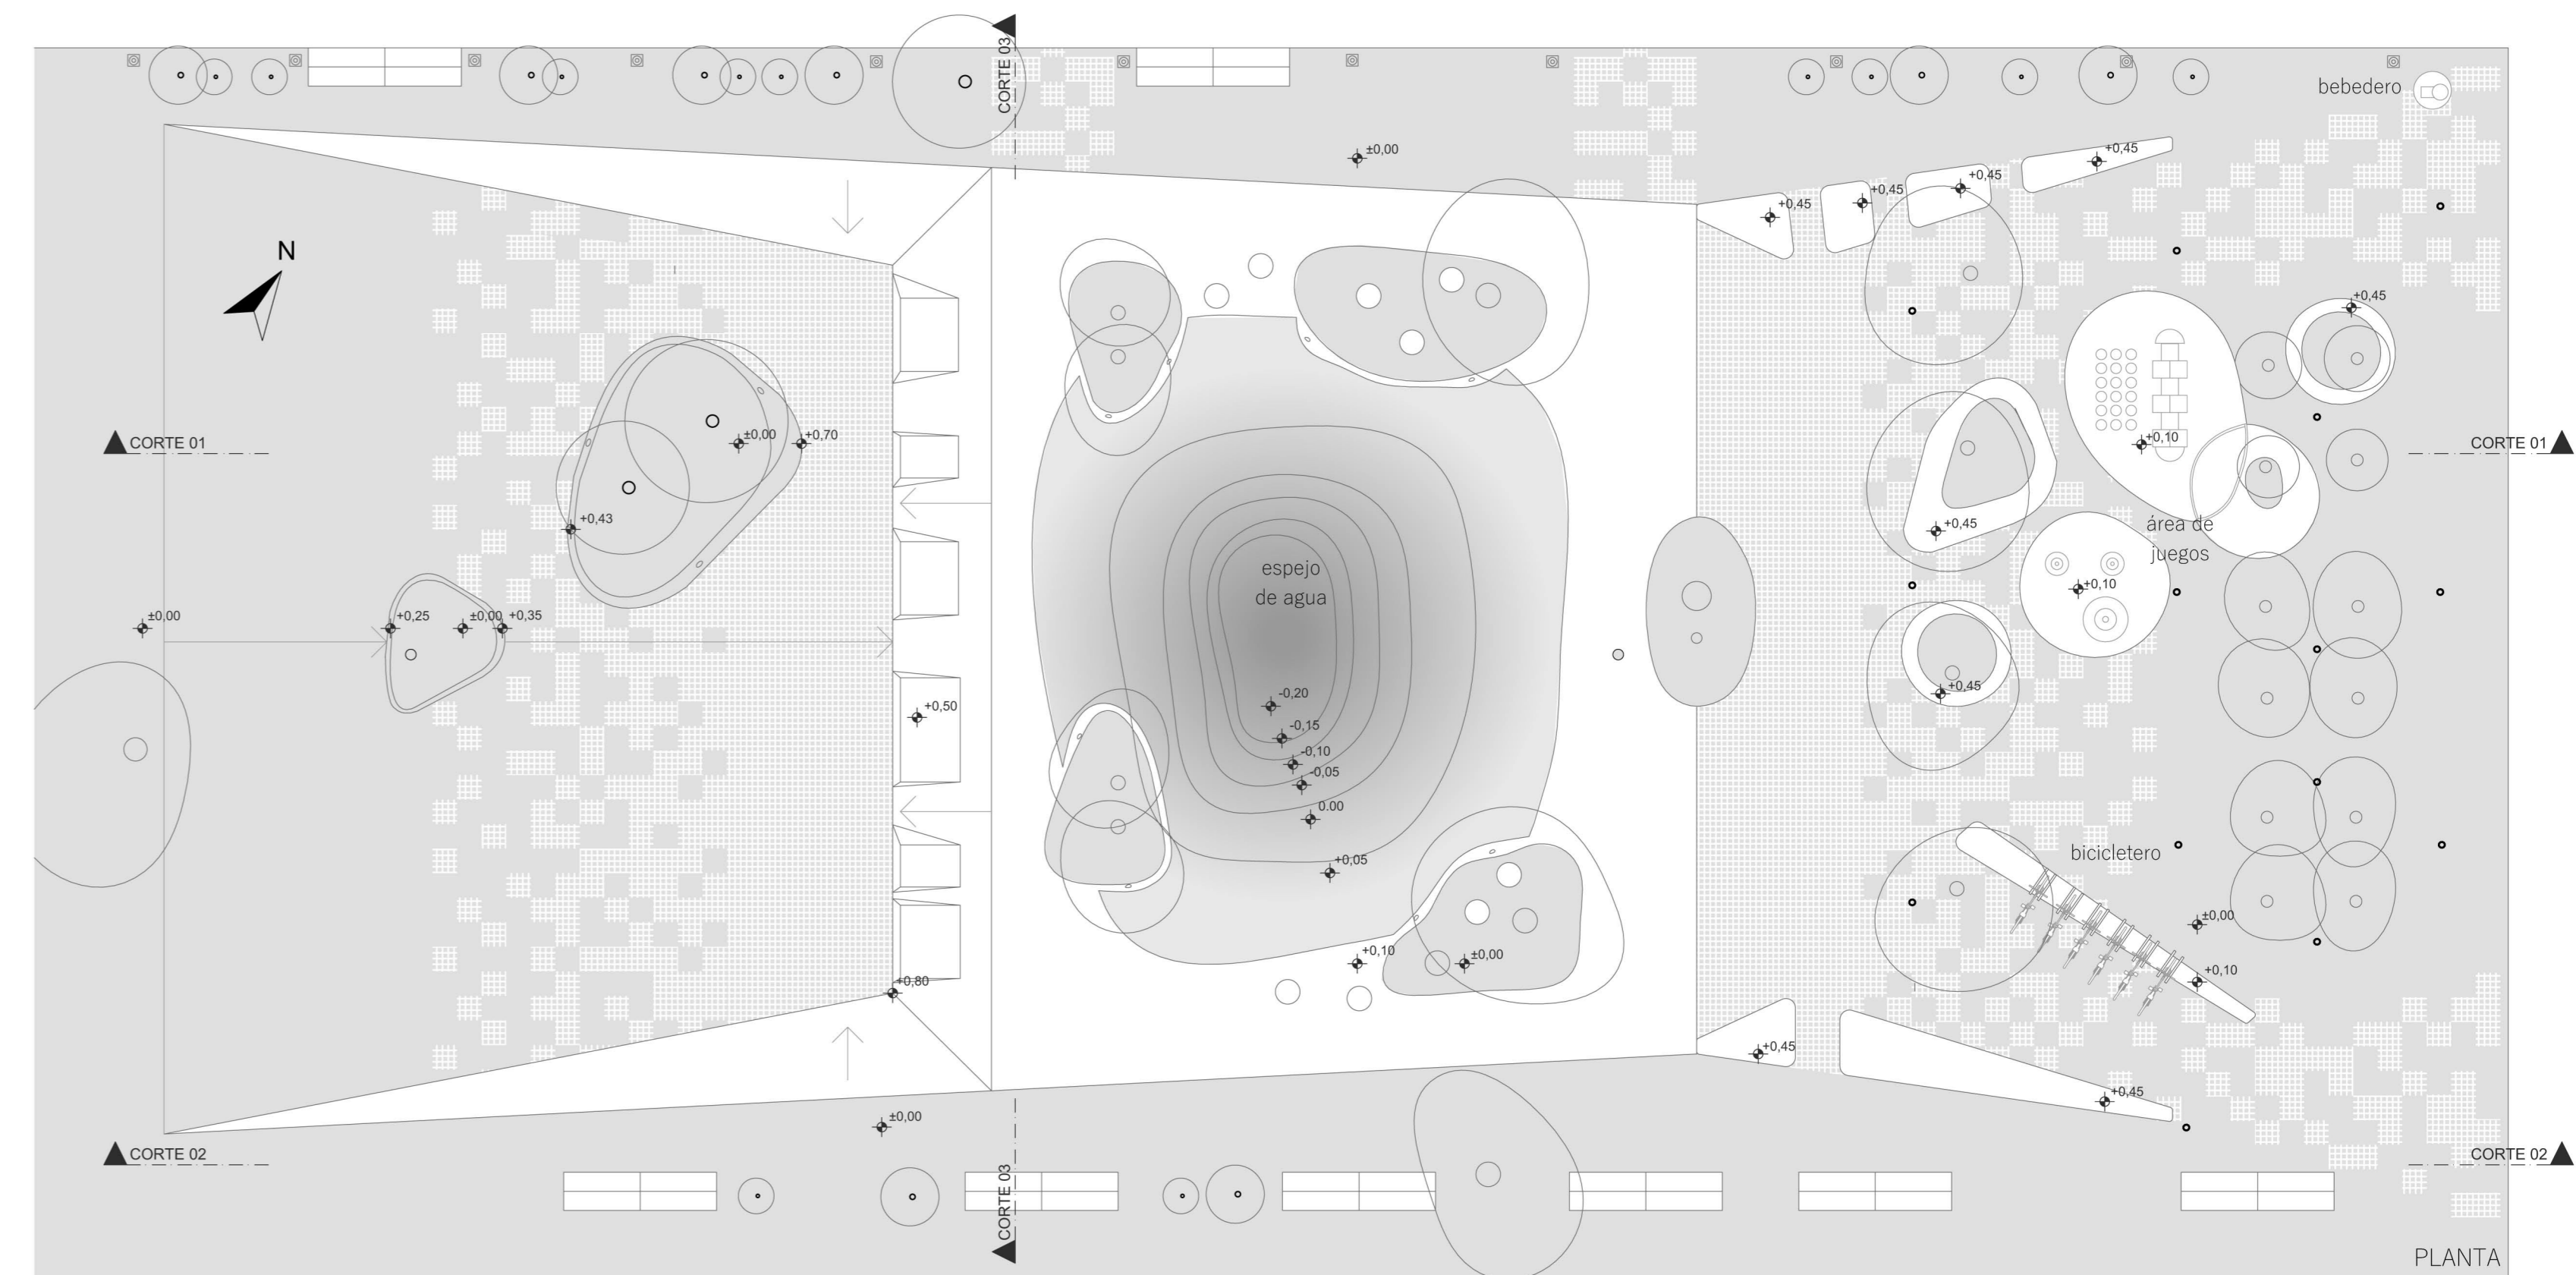 CORTE 03
bebedero
±0,00
+0,45
+0,45
+0,45
+0,45
+0,45
N
CORTE 01
±0,00
+0,70
+0,10
CORTE 01
+0,43
área de
juegos
+0,45
espejo
de agua
+0,10
±0,00
+0,25
±0,00
+0,35
-0,20
+0,45
+0,50
-0,15
-0,10
-0,05
0.00
bicicletero
+0,05
±0,00
+0,10
±0,00
+0,10
+0,80
+0,45
+0,45
±0,00
CORTE 02
CORTE 02
CORTE 03
PLANTA